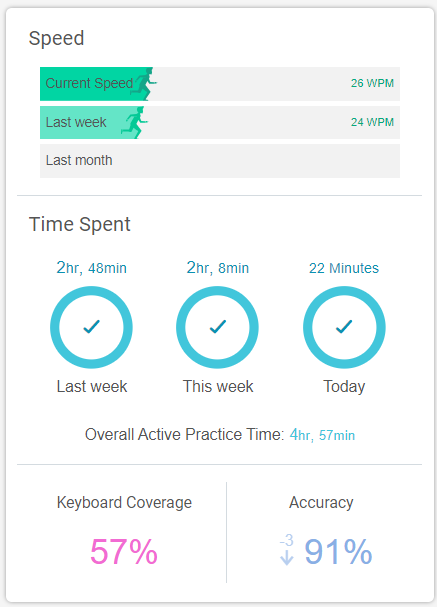 Speed
Current Speed 26 WPM
Last week 24 WPM
Last month
Time Spent
2hr, 48min 2hr, 8min 22 Minutes
Last week This week Today
Overall Active Practice Time: 4hr, 57min
Keyboard Coverage Accuracy
57% -3 91%